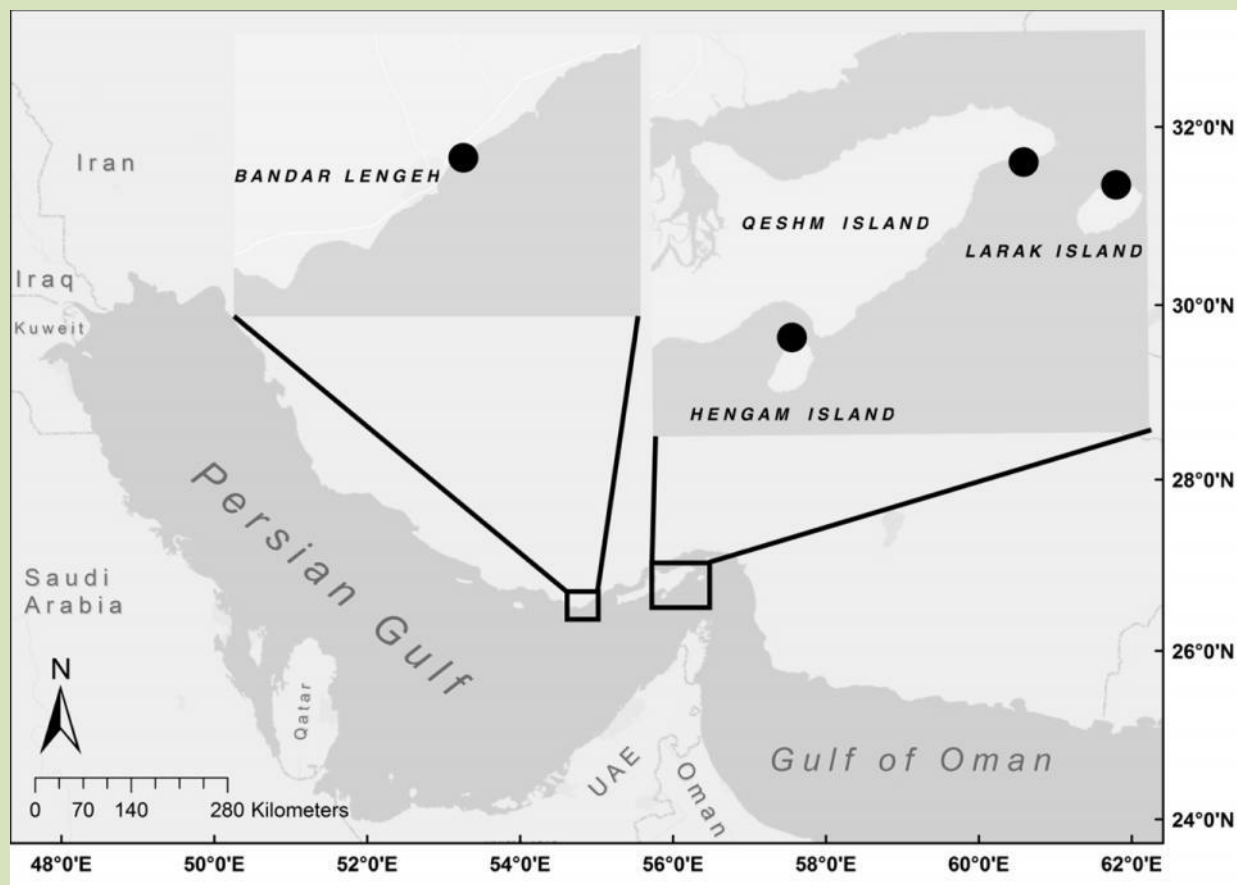 Iran
BANDAR LENGEH
QESHM ISLAND
LARAK ISLAND
HENGAM ISLAND
Iraq
Kuweit
Persian Gulf
Saudi
Arabia
Qatar
UAE
Oman
Gulf of Oman
N
0 70 140 280 Kilometers
32°0'N
30°0'N
28°0'N
26°0'N
24°0'N
48°0'E 50°0'E 52°0'E 54°0'E 56°0'E 58°0'E 60°0'E 62°0'E